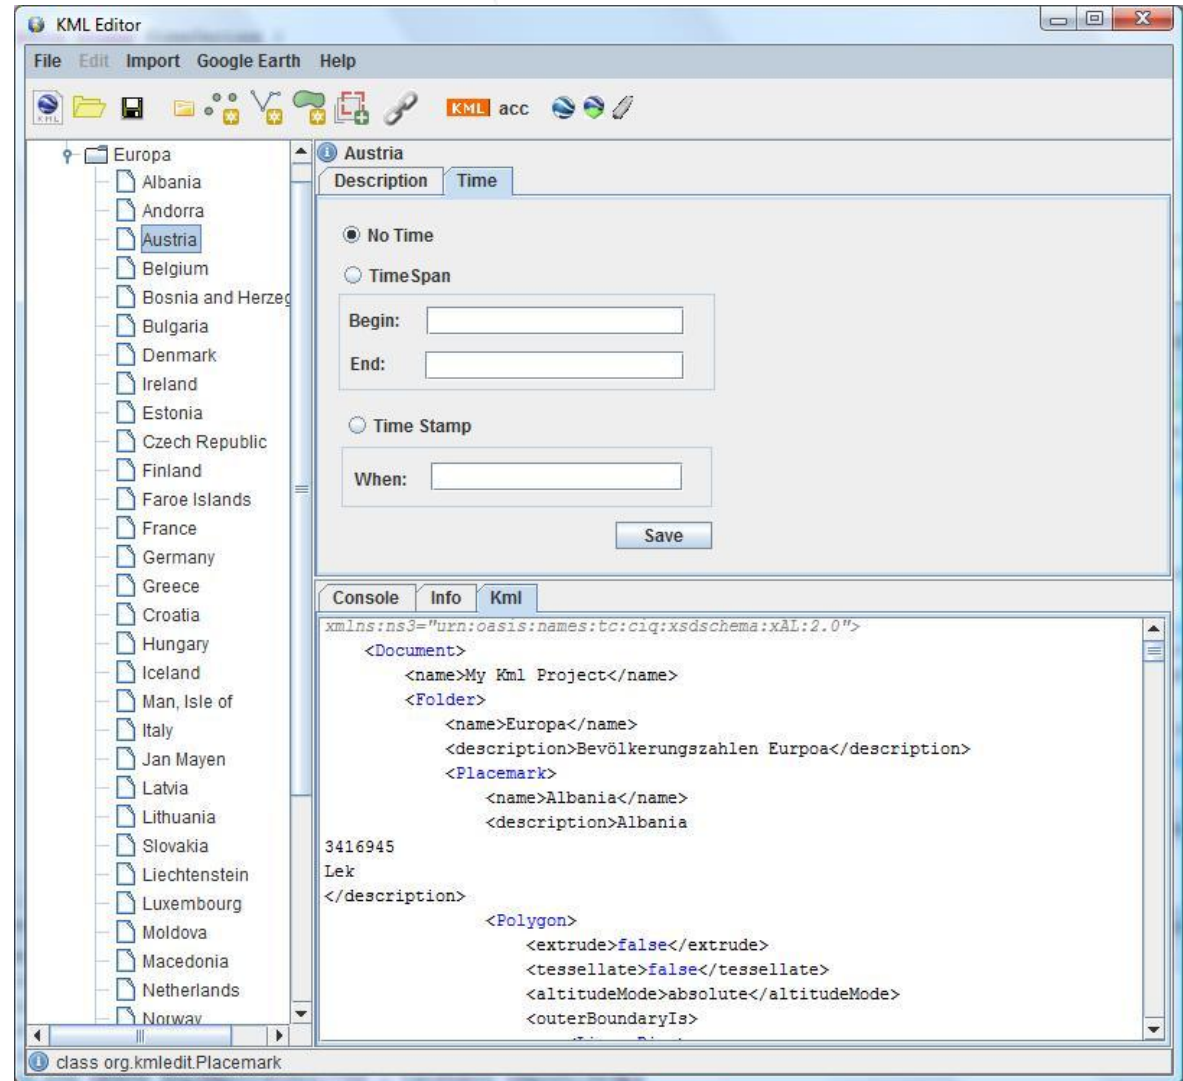 KML Editor
File Edit Import Google Earth Help
KML KML acc
Europa
Albania
Andorra
Austria
Belgium
Bosnia and Herzeg
Bulgaria
Denmark
Ireland
Estonia
Czech Republic
Finland
Faroe Islands
France
Germany
Greece
Croatia
Hungary
Iceland
Man, Isle of
Italy
Jan Mayen
Latvia
Lithuania
Slovakia
Liechtenstein
Luxembourg
Moldova
Macedonia
Netherlands
Norway
Austria
Description Time
No Time
TimeSpan
Begin:
End:
Time Stamp
When:
Save
Console Info Kml
xmlns:ns3="urn:oasis:names:tc:ciq:xsdschema:xAL:2.0">
<Document>
<name>My Kml Project</name>
<Folder>
<name>Europa</name>
<description>Bevölkerungszahlen Eurpoa</description>
<Placemark>
<name>Albania</name>
<description>Albania
3416945
Lek
</description>
<Polygon>
<extrude>false</extrude>
<tessellate>false</tessellate>
<altitudeMode>absolute</altitudeMode>
<outerBoundaryIs>
class org.kmledit.Placemark